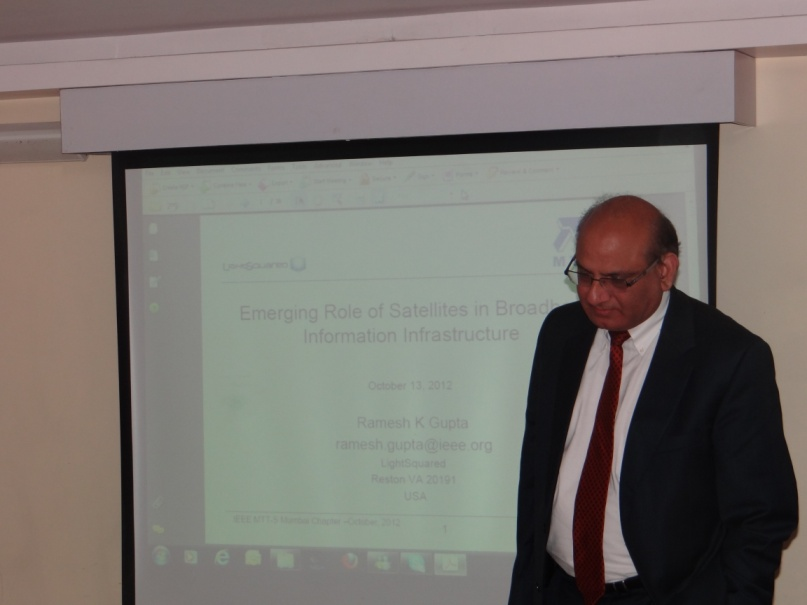 LightSquared
M
Emerging Role of Satellites in Broadb
Information Infrastructure
October 13, 2012
Ramesh K Gupta
ramesh.gupta@ieee.org
LightSquared
Reston VA 20191
USA
IEEE MTT-S Mumbai Chapter -October, 2012
1